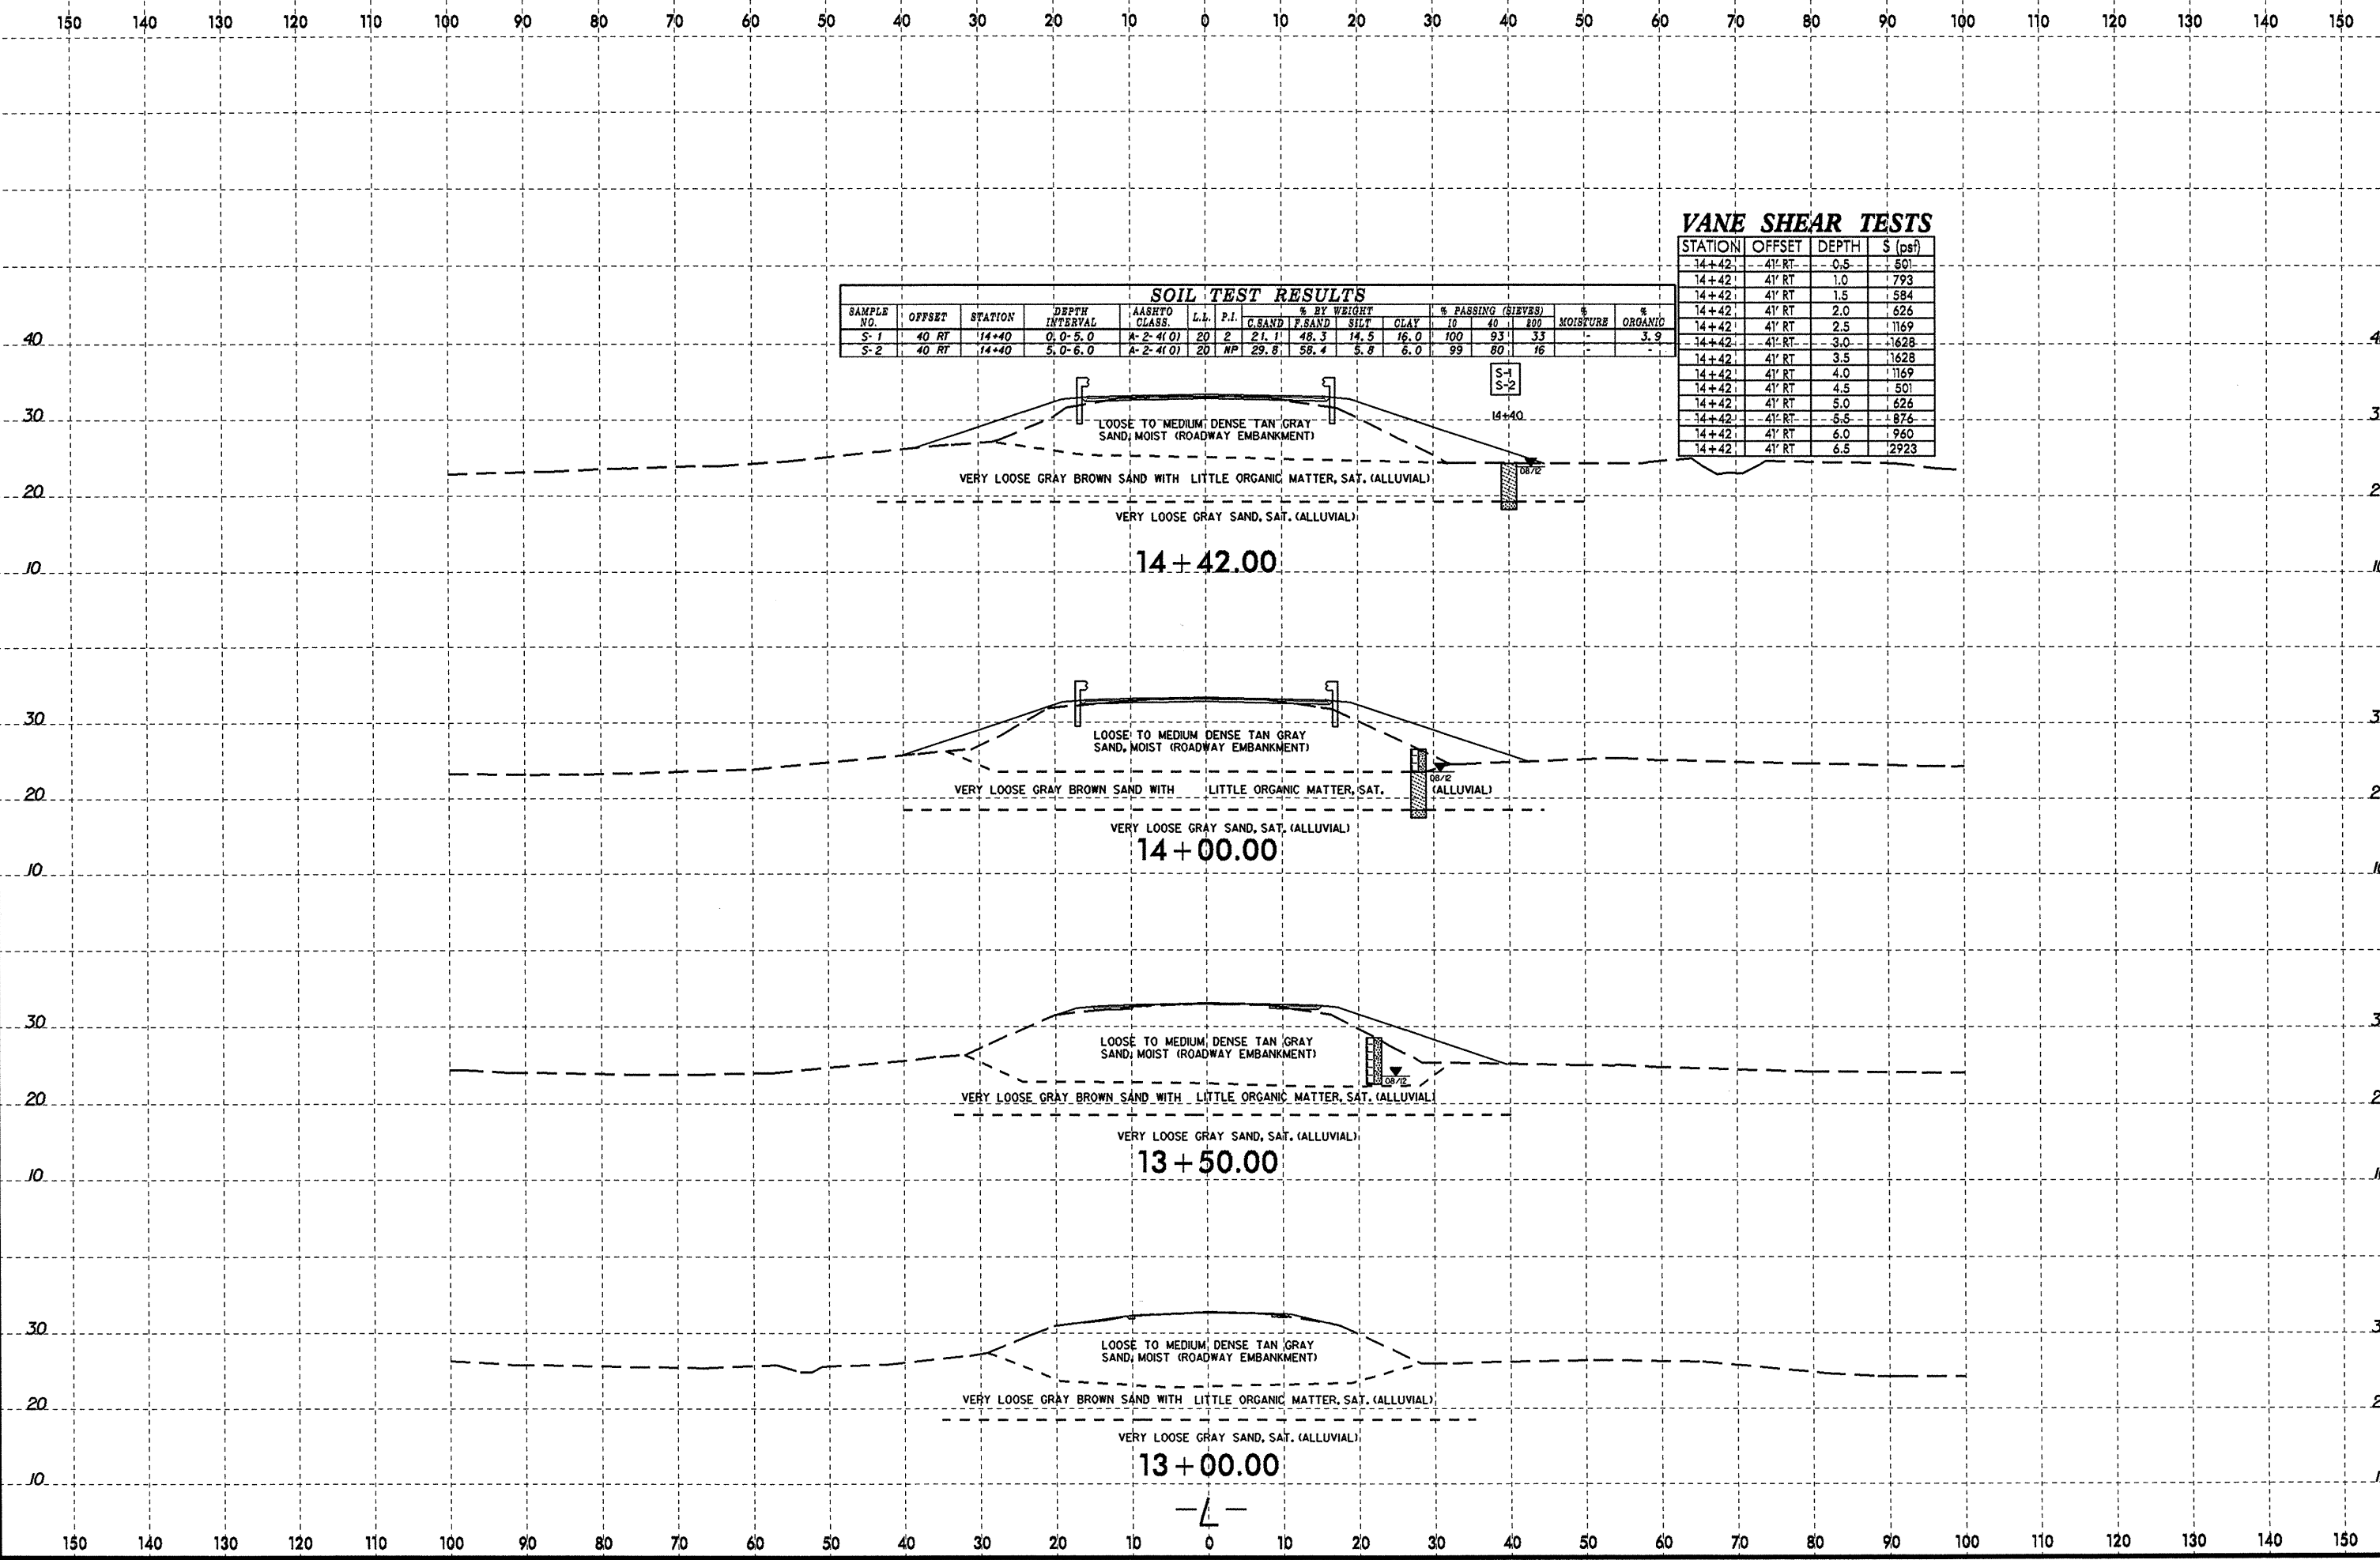 150 140 130 120 110 100 90 80 70 60 50 40 30 20 10 0 10 20 30 40 50 60 70 80 90 100 110 120 130 140 150
VANE SHEAR TESTS
STATION OFFSET DEPTH S (psf)
14+42 41' RT 0.5 501
14+42 41' RT 1.0 793
14+42 41' RT 1.5 584
14+42 41' RT 2.0 626
14+42 41' RT 2.5 1169
14+42 41' RT 3.0 1628
14+42 41' RT 3.5 1628
14+42 41' RT 4.0 1169
14+42 41' RT 4.5 501
14+42 41' RT 5.0 626
14+42 41' RT 5.5 876
14+42 41' RT 6.0 960
14+42 41' RT 6.5 2923
SOIL TEST RESULTS
SAMPLE NO. OFFSET STATION DEPTH INTERVAL AASHTO CLASS. L.L. P.I. % BY WEIGHT % PASSING (SIEVES) % MOISTURE % ORGANIC
C.SAND F.SAND SILT CLAY 10 40 200
S-1 40 RT 14+40 0.0-5.0 A-2-4(0) 20 2 21.1 48.3 14.5 16.0 100 93 33 - 3.9
S-2 40 RT 14+40 5.0-6.0 A-2-4(0) 20 NP 29.8 58.4 5.8 6.0 99 80 16 - -
40
S-1
S-2
14+40
30
LOOSE TO MEDIUM DENSE TAN GRAY
SAND, MOIST (ROADWAY EMBANKMENT)
08/12
VERY LOOSE GRAY BROWN SAND WITH LITTLE ORGANIC MATTER, SAT. (ALLUVIAL)
20
VERY LOOSE GRAY SAND, SAT. (ALLUVIAL)
14+42.00
10
30
LOOSE TO MEDIUM DENSE TAN GRAY
SAND, MOIST (ROADWAY EMBANKMENT)
08/12
VERY LOOSE GRAY BROWN SAND WITH LITTLE ORGANIC MATTER, SAT. (ALLUVIAL)
20
VERY LOOSE GRAY SAND, SAT. (ALLUVIAL)
14+00.00
10
30
LOOSE TO MEDIUM DENSE TAN GRAY
SAND, MOIST (ROADWAY EMBANKMENT)
08/12
VERY LOOSE GRAY BROWN SAND WITH LITTLE ORGANIC MATTER, SAT. (ALLUVIAL)
20
VERY LOOSE GRAY SAND, SAT. (ALLUVIAL)
13+50.00
10
30
LOOSE TO MEDIUM DENSE TAN GRAY
SAND, MOIST (ROADWAY EMBANKMENT)
VERY LOOSE GRAY BROWN SAND WITH LITTLE ORGANIC MATTER, SAT. (ALLUVIAL)
20
VERY LOOSE GRAY SAND, SAT. (ALLUVIAL)
13+00.00
10
-L-
150 140 130 120 110 100 90 80 70 60 50 40 30 20 10 0 10 20 30 40 50 60 70 80 90 100 110 120 130 140 150